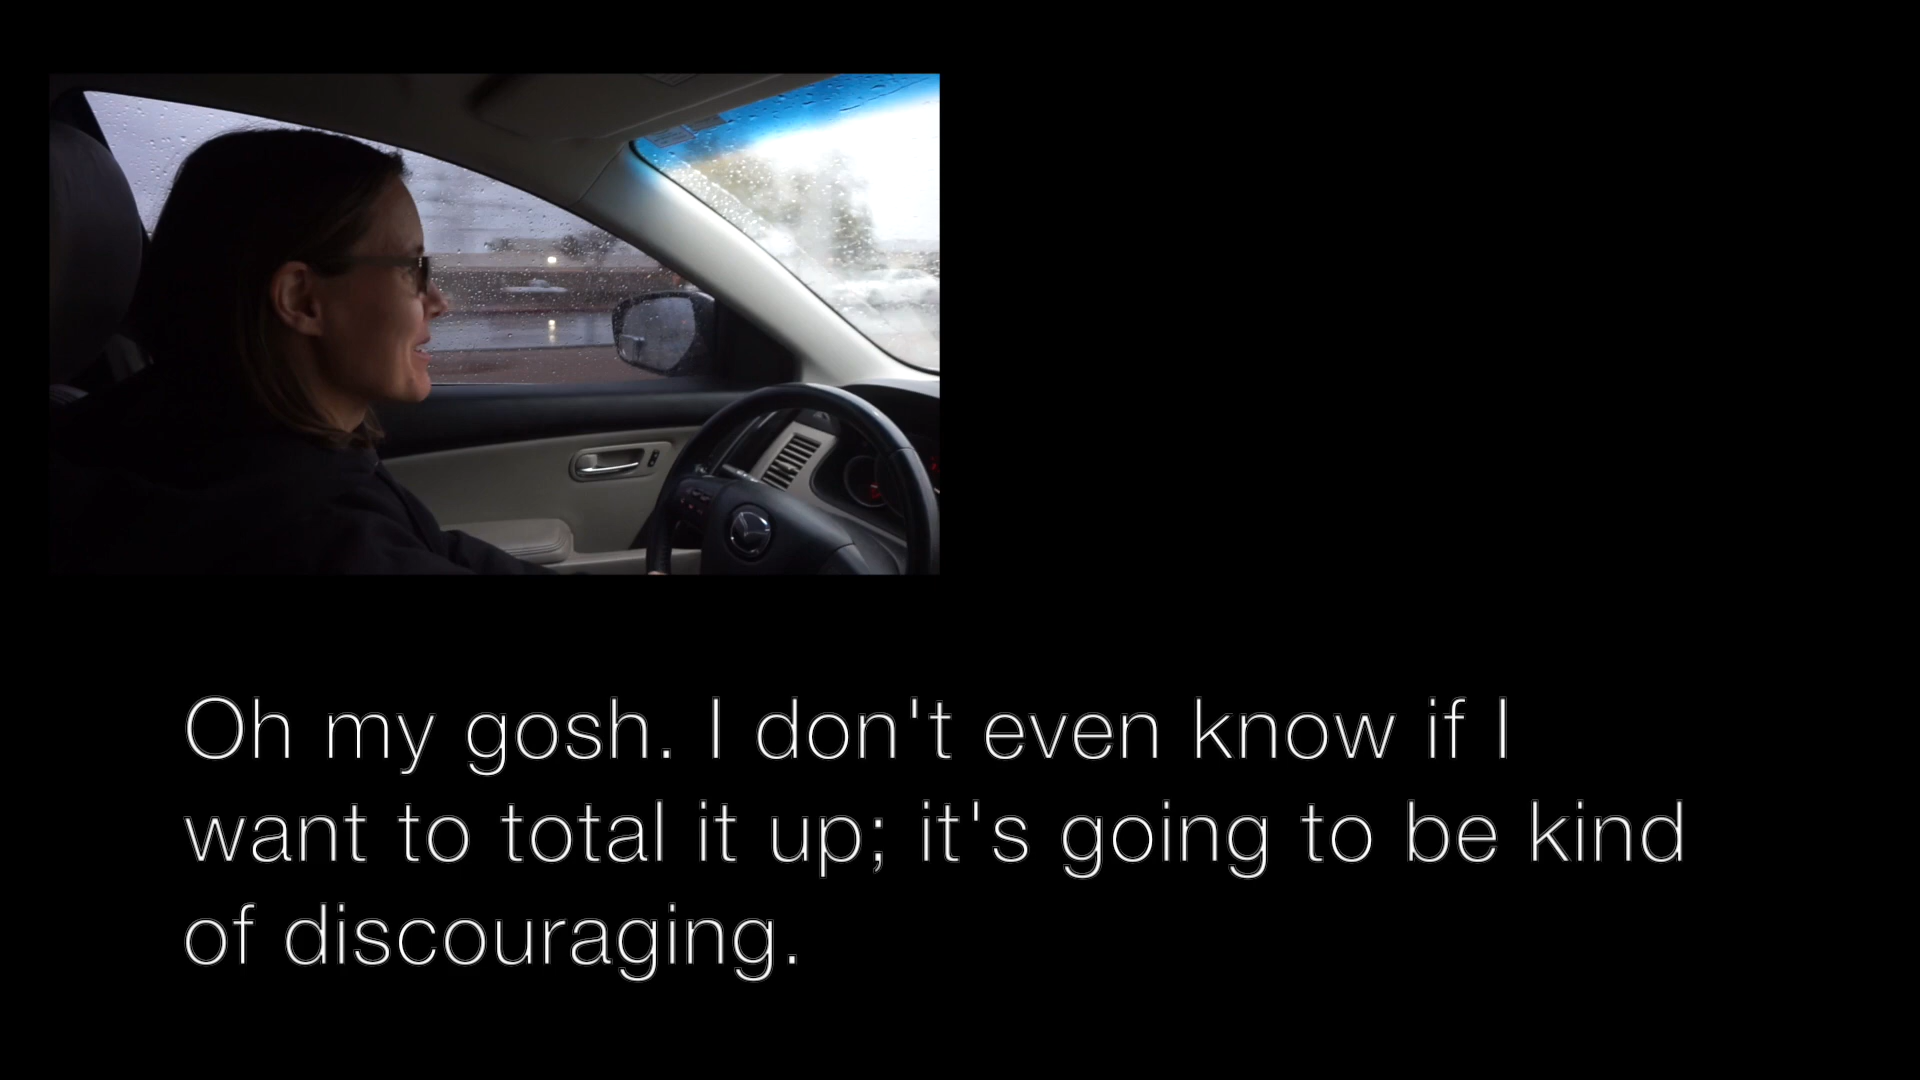 Oh my gosh. I don't even know if I
want to total it up; it's going to be kind
of discouraging.